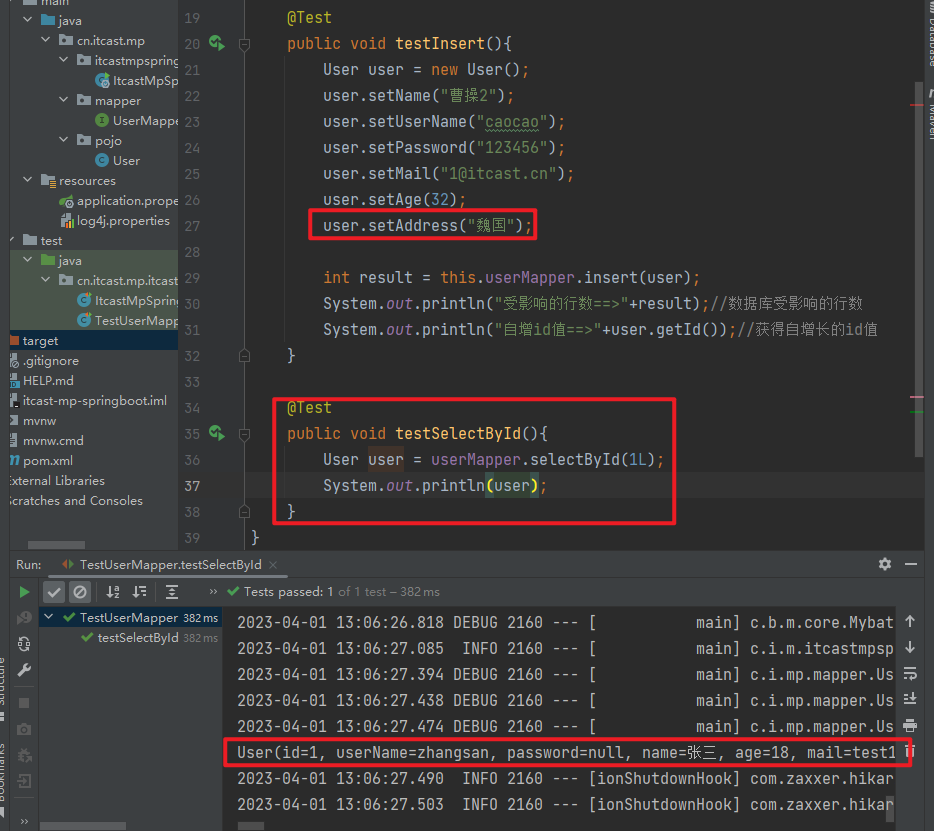 main
java
cn.itcast.mp
itcastmpspring
ItcastMpSp
mapper
UserMappe
pojo
User
resources
application.prope
log4j.properties
test
java
cn.itcast.mp.itcast
ItcastMpSpring
TestUserMapp
target
.gitignore
HELP.md
itcast-mp-springboot.iml
mvnw
mvnw.cmd
pom.xml
External Libraries
Scratches and Consoles
19 @Test
20 public void testInsert(){
21 User user = new User();
22 user.setName("曹操2");
23 user.setUserName("caocao");
24 user.setPassword("123456");
25 user.setMail("1@itcast.cn");
26 user.setAge(32);
27 user.setAddress("魏国");
28
29 int result = this.userMapper.insert(user);
30 System.out.println("受影响的行数==>"+result);//数据库受影响的行数
31 System.out.println("自增id值==>"+user.getId());//获得自增长的id值
32 }
33
34 @Test
35 public void testSelectById(){
36 User user = userMapper.selectById(1L);
37 System.out.println(user);
38 }
39 }
Database
Maven
Run: TestUserMapper.testSelectById ×
» Tests passed: 1 of 1 test – 382 ms
TestUserMapper 382 ms
testSelectById 382 ms
2023-04-01 13:06:26.818 DEBUG 2160 --- [ main] c.b.m.core.Mybat
2023-04-01 13:06:27.085 INFO 2160 --- [ main] c.i.m.itcastmpsp
2023-04-01 13:06:27.394 DEBUG 2160 --- [ main] c.i.mp.mapper.Us
2023-04-01 13:06:27.438 DEBUG 2160 --- [ main] c.i.mp.mapper.Us
2023-04-01 13:06:27.474 DEBUG 2160 --- [ main] c.i.mp.mapper.Us
User(id=1, userName=zhangsan, password=null, name=张三, age=18, mail=test1
2023-04-01 13:06:27.490 INFO 2160 --- [ionShutdownHook] com.zaxxer.hikar
2023-04-01 13:06:27.503 INFO 2160 --- [ionShutdownHook] com.zaxxer.hikar
Structure
Bookmarks
»